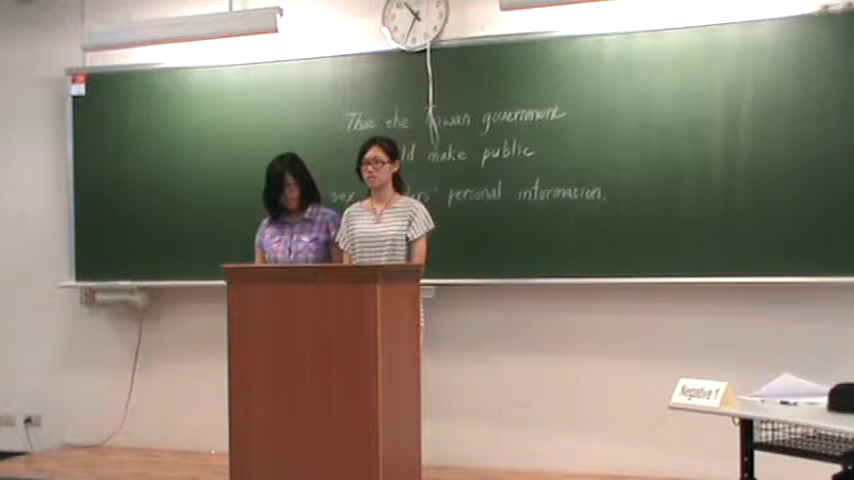 That the Taiwan government
make public
sex personal information.
Negative 1